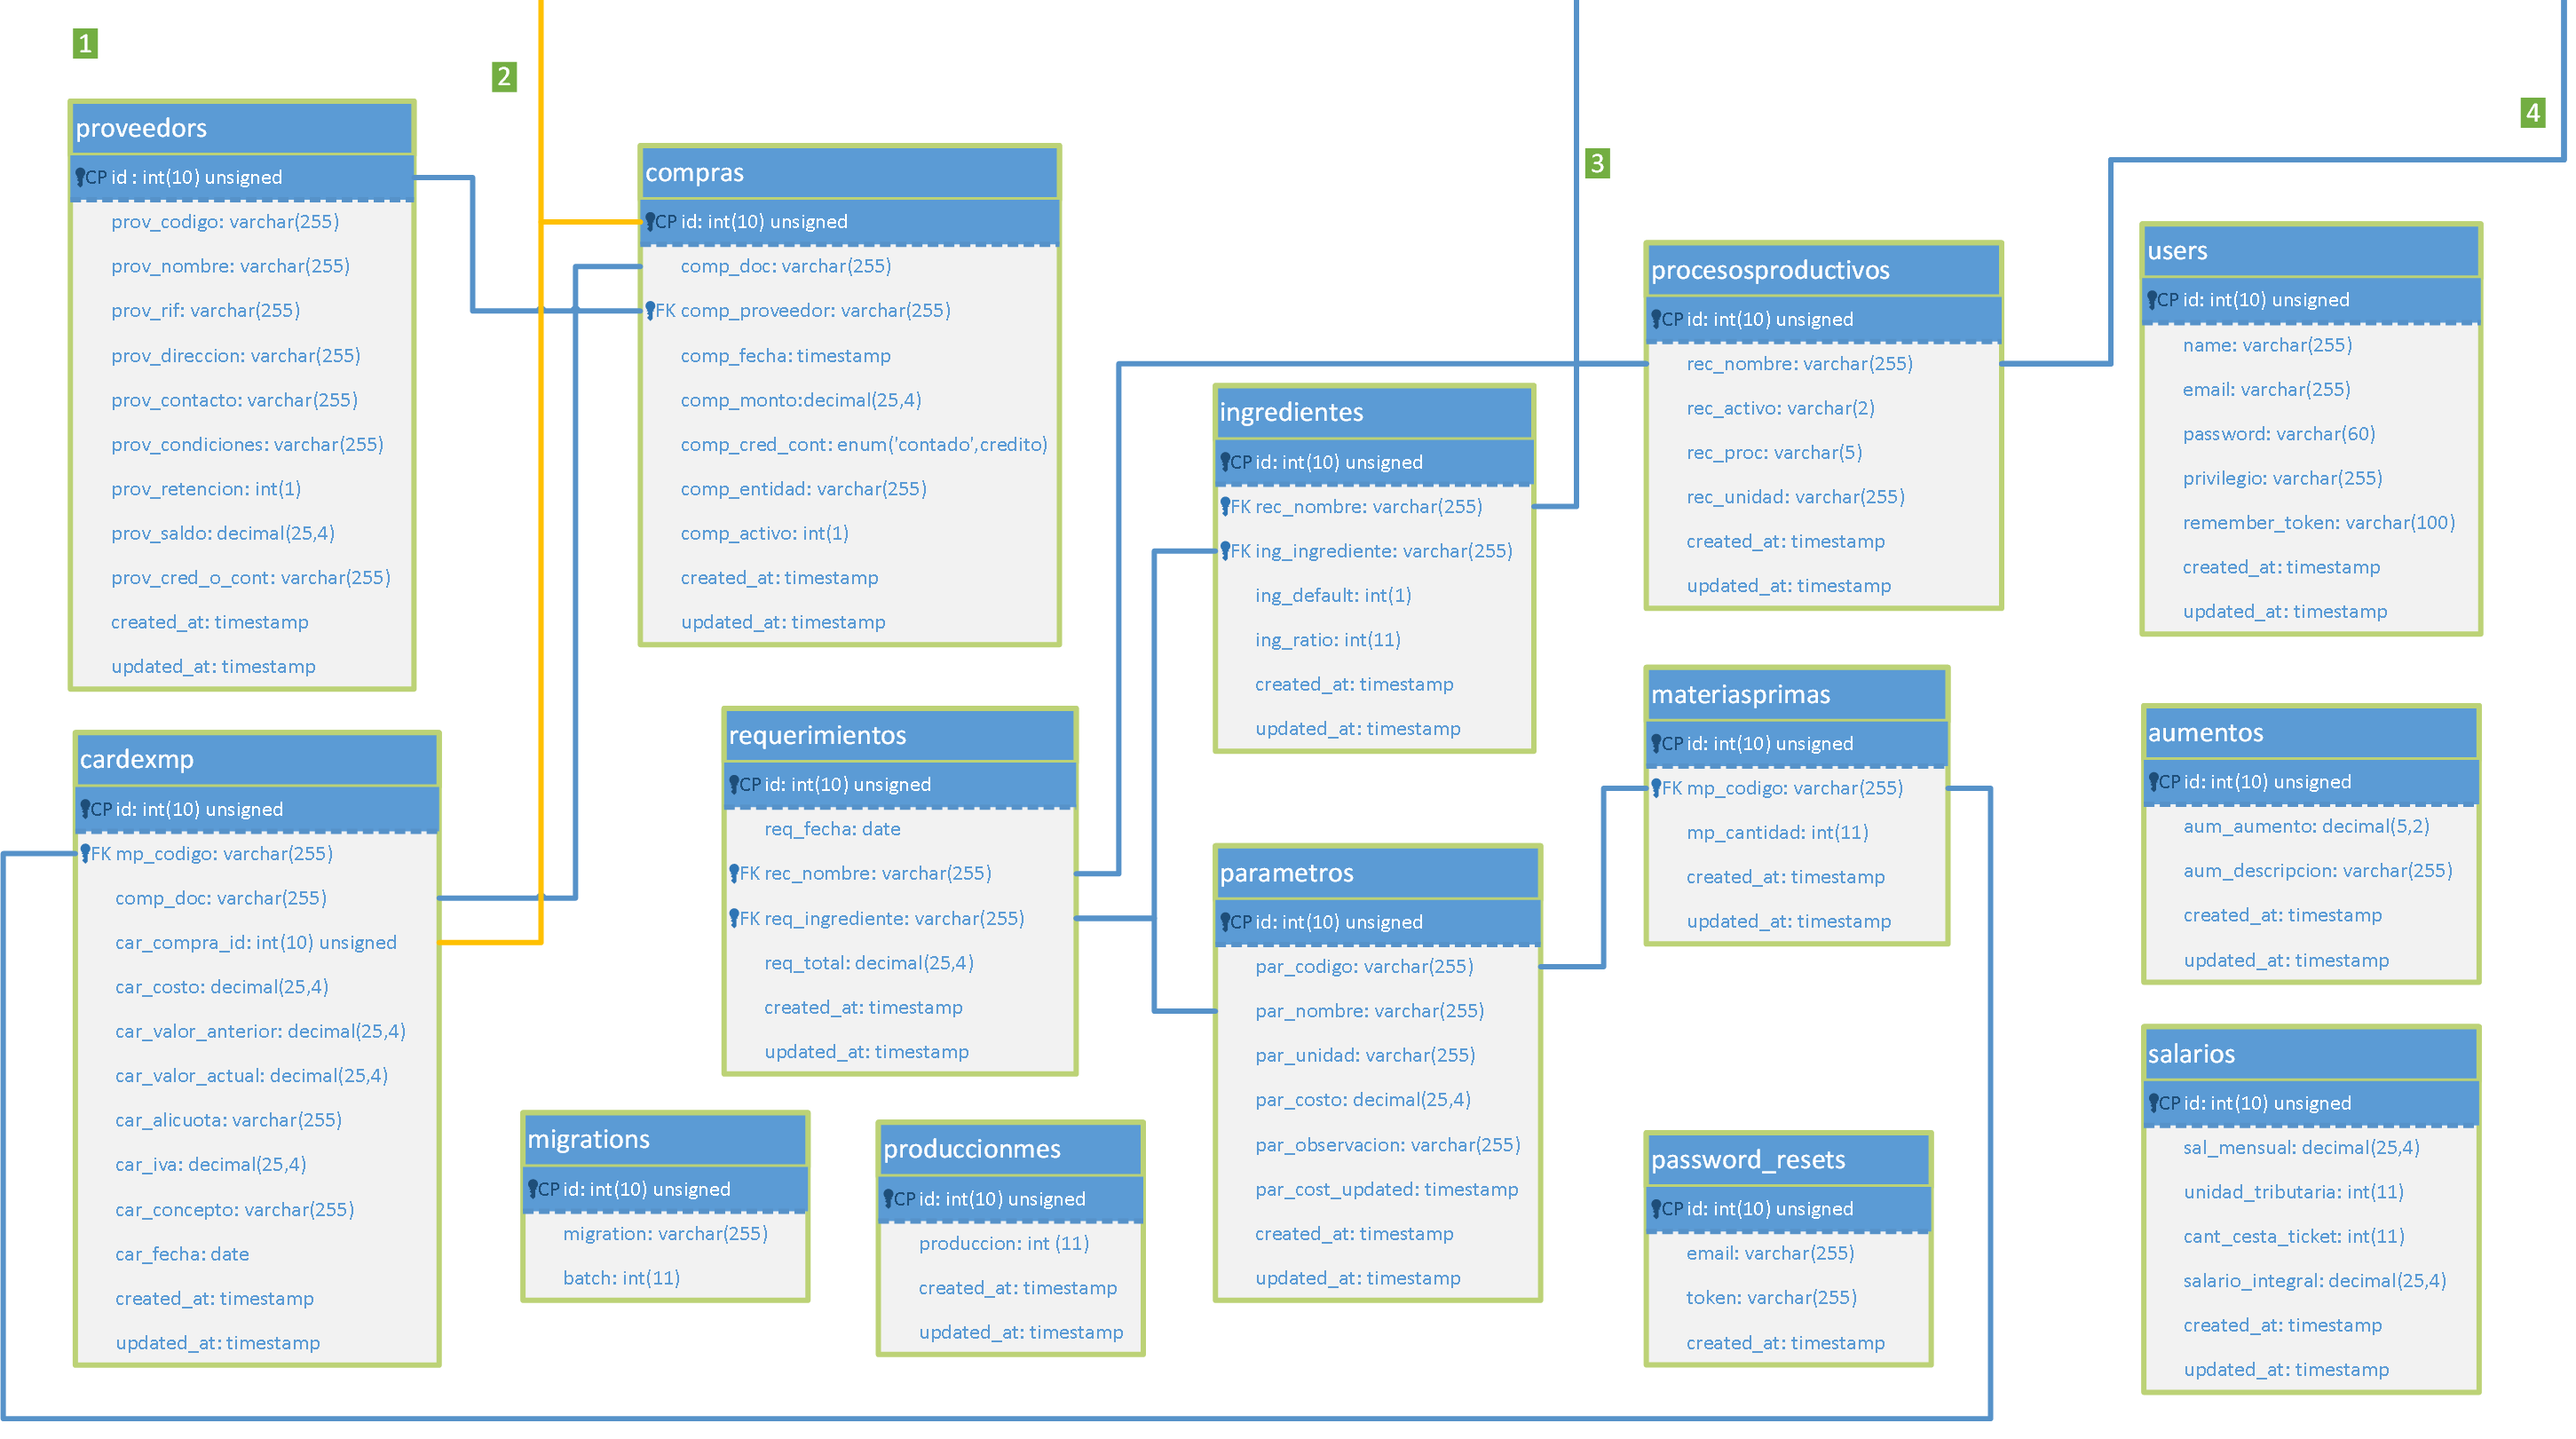 1
2
3
4
proveedors
CP id : int(10) unsigned
prov_codigo: varchar(255)
prov_nombre: varchar(255)
prov_rif: varchar(255)
prov_direccion: varchar(255)
prov_contacto: varchar(255)
prov_condiciones: varchar(255)
prov_retencion: int(1)
prov_saldo: decimal(25,4)
prov_cred_o_cont: varchar(255)
created_at: timestamp
updated_at: timestamp
compras
CP id: int(10) unsigned
comp_doc: varchar(255)
FK comp_proveedor: varchar(255)
comp_fecha: timestamp
comp_monto:decimal(25,4)
comp_cred_cont: enum('contado',credito)
comp_entidad: varchar(255)
comp_activo: int(1)
created_at: timestamp
updated_at: timestamp
procesosproductivos
CP id: int(10) unsigned
rec_nombre: varchar(255)
rec_activo: varchar(2)
rec_proc: varchar(5)
rec_unidad: varchar(255)
created_at: timestamp
updated_at: timestamp
users
CP id: int(10) unsigned
name: varchar(255)
email: varchar(255)
password: varchar(60)
privilegio: varchar(255)
remember_token: varchar(100)
created_at: timestamp
updated_at: timestamp
ingredientes
CP id: int(10) unsigned
FK rec_nombre: varchar(255)
FK ing_ingrediente: varchar(255)
ing_default: int(1)
ing_ratio: int(11)
created_at: timestamp
updated_at: timestamp
cardexmp
CP id: int(10) unsigned
FK mp_codigo: varchar(255)
comp_doc: varchar(255)
car_compra_id: int(10) unsigned
car_costo: decimal(25,4)
car_valor_anterior: decimal(25,4)
car_valor_actual: decimal(25,4)
car_alicuota: varchar(255)
car_iva: decimal(25,4)
car_concepto: varchar(255)
car_fecha: date
created_at: timestamp
updated_at: timestamp
requerimientos
CP id: int(10) unsigned
req_fecha: date
FK rec_nombre: varchar(255)
FK req_ingrediente: varchar(255)
req_total: decimal(25,4)
created_at: timestamp
updated_at: timestamp
materiasprimas
CP id: int(10) unsigned
FK mp_codigo: varchar(255)
mp_cantidad: int(11)
created_at: timestamp
updated_at: timestamp
aumentos
CP id: int(10) unsigned
aum_aumento: decimal(5,2)
aum_descripcion: varchar(255)
created_at: timestamp
updated_at: timestamp
parametros
CP id: int(10) unsigned
par_codigo: varchar(255)
par_nombre: varchar(255)
par_unidad: varchar(255)
par_costo: decimal(25,4)
par_observacion: varchar(255)
par_cost_updated: timestamp
created_at: timestamp
updated_at: timestamp
migrations
CP id: int(10) unsigned
migration: varchar(255)
batch: int(11)
produccionmes
CP id: int(10) unsigned
produccion: int (11)
created_at: timestamp
updated_at: timestamp
password_resets
CP id: int(10) unsigned
email: varchar(255)
token: varchar(255)
created_at: timestamp
salarios
CP id: int(10) unsigned
sal_mensual: decimal(25,4)
unidad_tributaria: int(11)
cant_cesta_ticket: int(11)
salario_integral: decimal(25,4)
created_at: timestamp
updated_at: timestamp